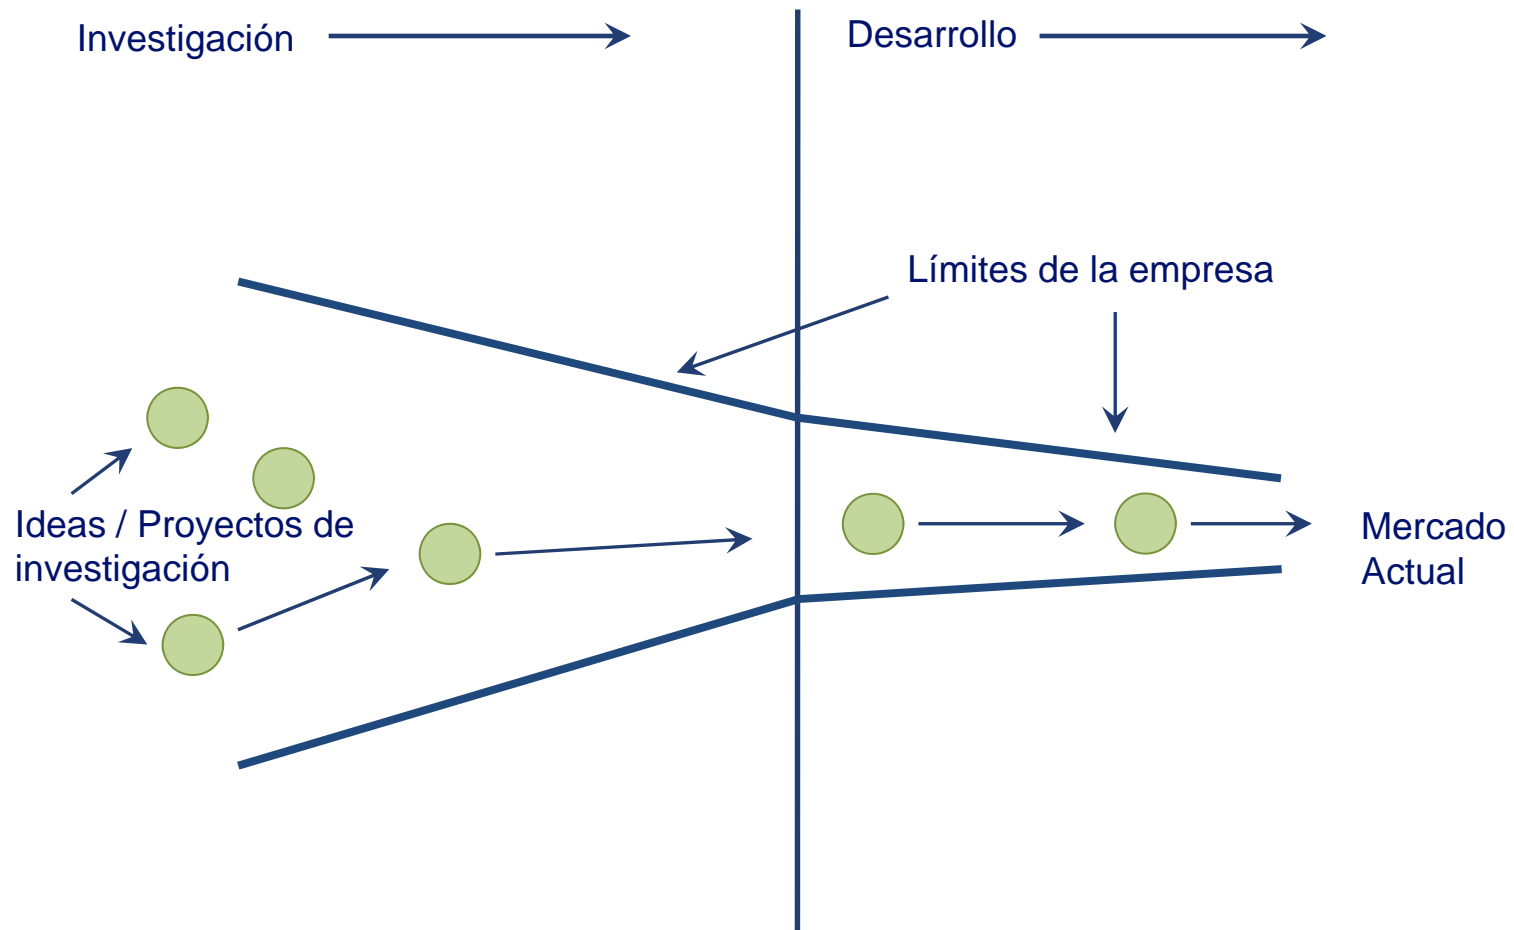 Investigación
Desarrollo
Límites de la empresa
Ideas / Proyectos de
investigación
Mercado
Actual